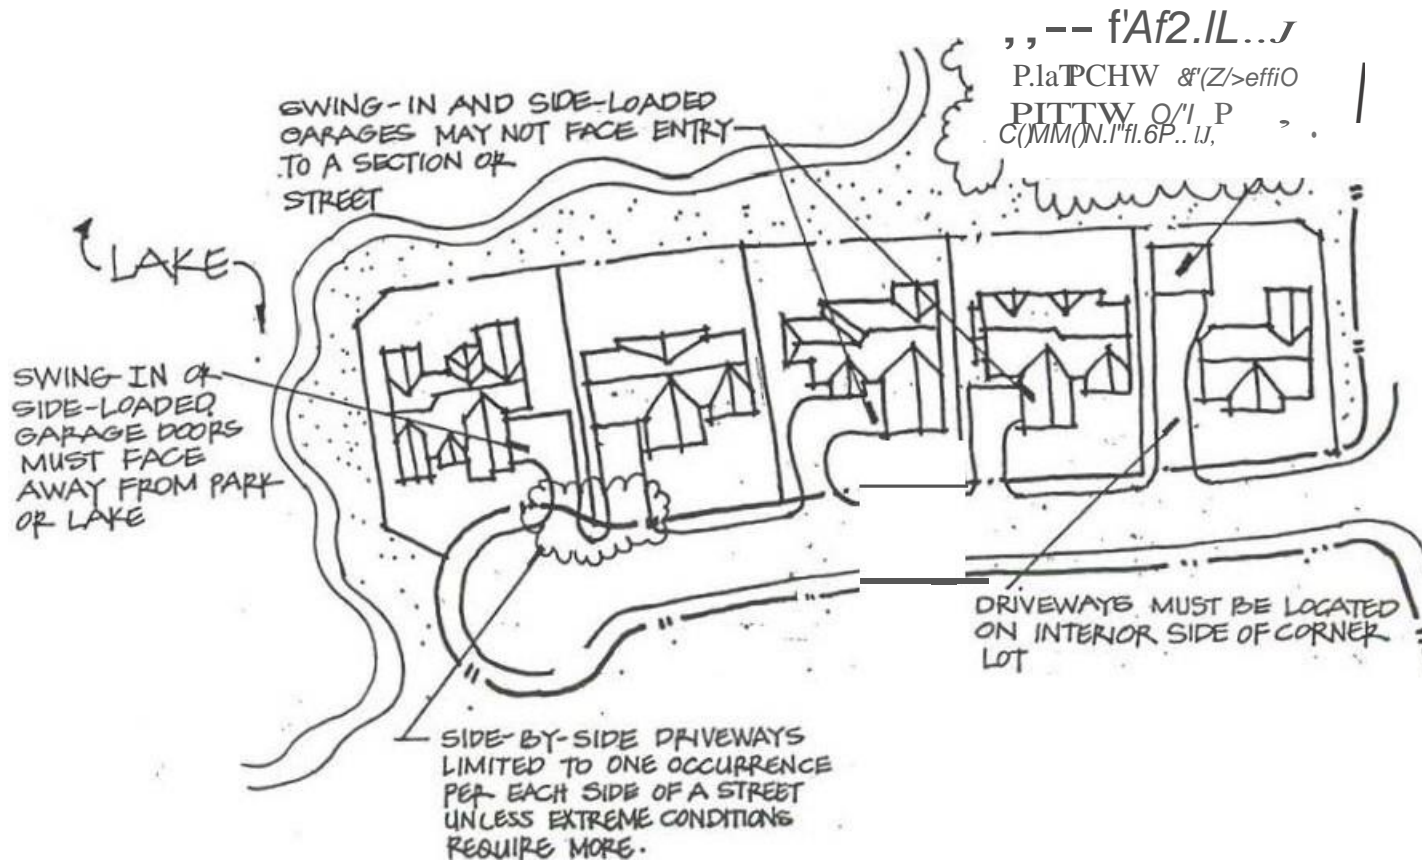 SWING-IN AND SIDE-LOADED
GARAGES MAY NOT FACE ENTRY
TO A SECTION OR
STREET
LAKE
SWING IN OR
SIDE-LOADED
GARAGE DOORS
MUST FACE
AWAY FROM PARK
OR LAKE
DRIVEWAYS MUST BE LOCATED
ON INTERIOR SIDE OF CORNER
LOT
SIDE-BY-SIDE DRIVEWAYS
LIMITED TO ONE OCCURRENCE
PER EACH SIDE OF A STREET
UNLESS EXTREME CONDITIONS
REQUIRE MORE.